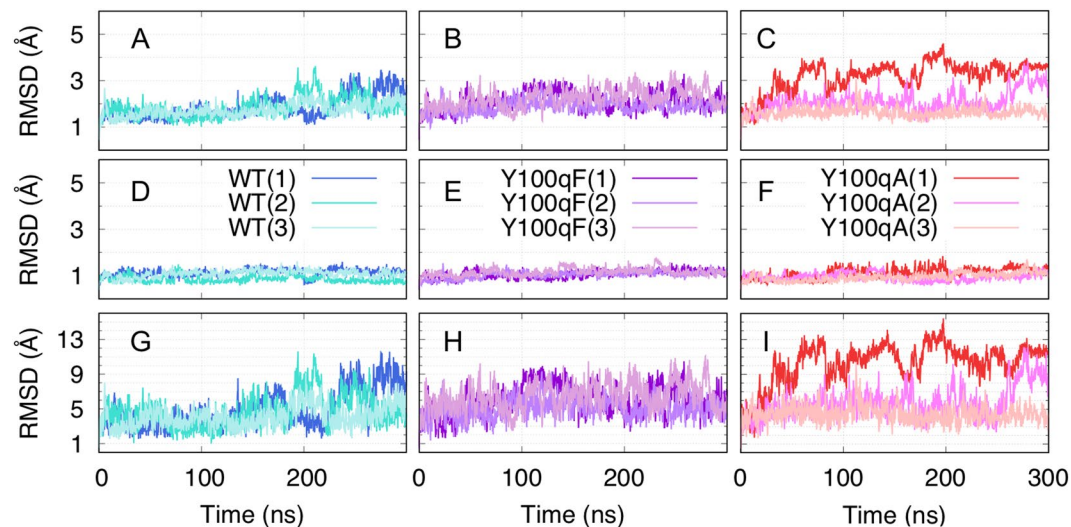 RMSD (Å)
5
3
1
A
B
C
RMSD (Å)
5
3
1
D
WT(1)
WT(2)
WT(3)
E
Y100qF(1)
Y100qF(2)
Y100qF(3)
F
Y100qA(1)
Y100qA(2)
Y100qA(3)
RMSD (Å)
13
9
5
1
G
H
I
0 100 200 0 100 200 0 100 200 300
Time (ns) Time (ns) Time (ns)